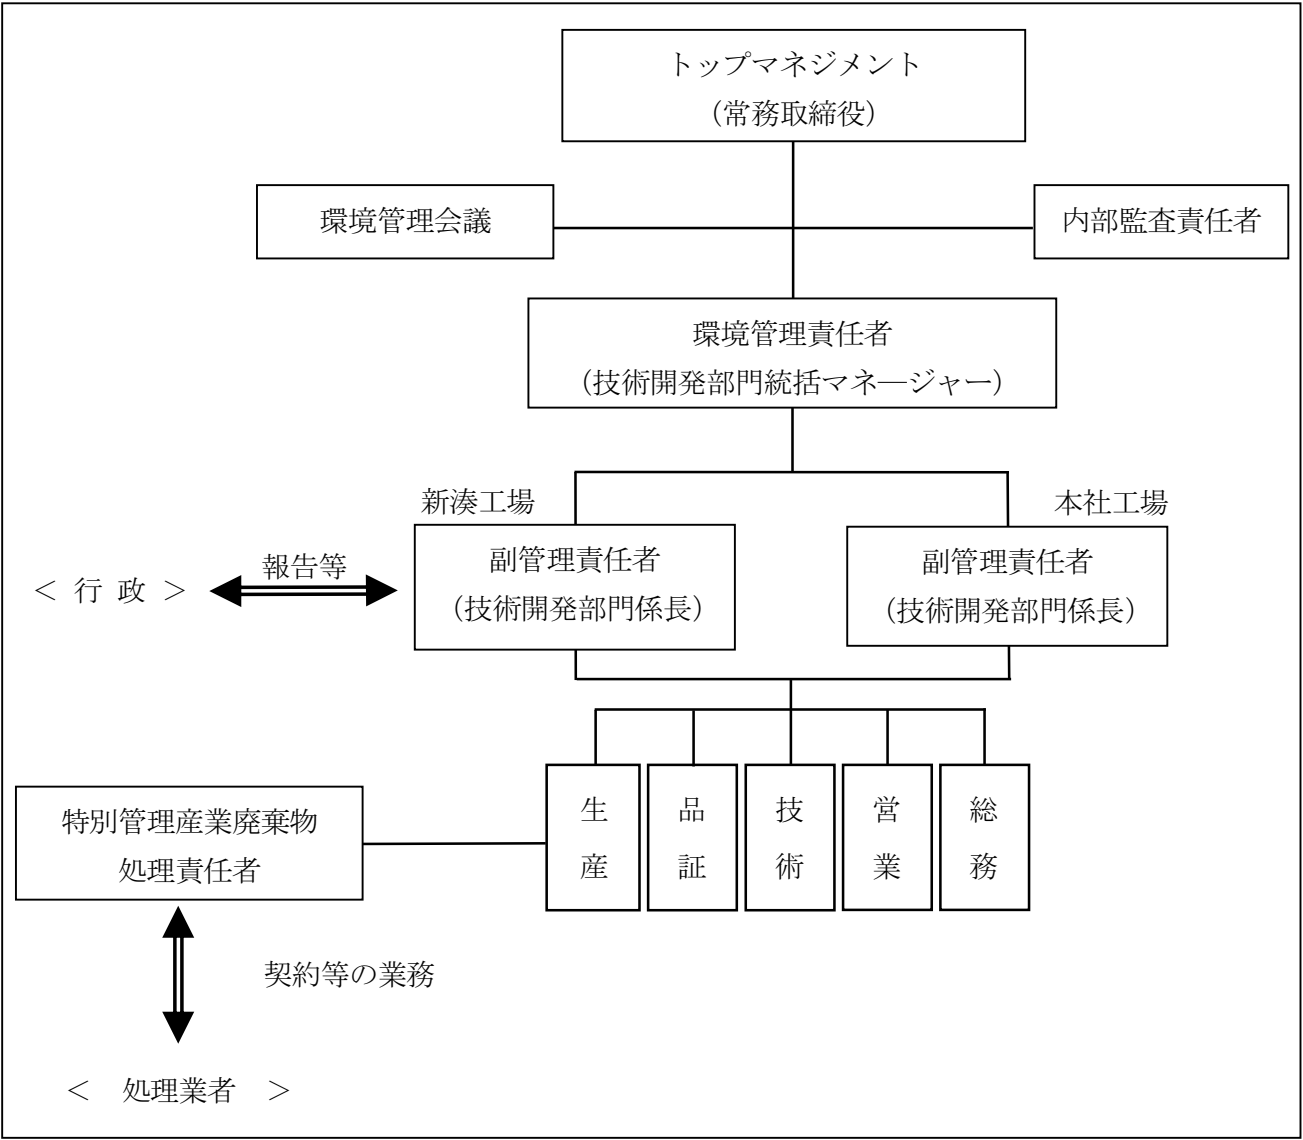 トップマネジメント
（常務取締役）
環境管理会議
内部監査責任者
環境管理責任者
（技術開発部門統括マネ―ジャー）
新湊工場
本社工場
副管理責任者
（技術開発部門係長）
副管理責任者
（技術開発部門係長）
報告等
＜ 行 政 ＞
生産
品証
技術
営業
総務
特別管理産業廃棄物
処理責任者
契約等の業務
＜　処理業者　＞